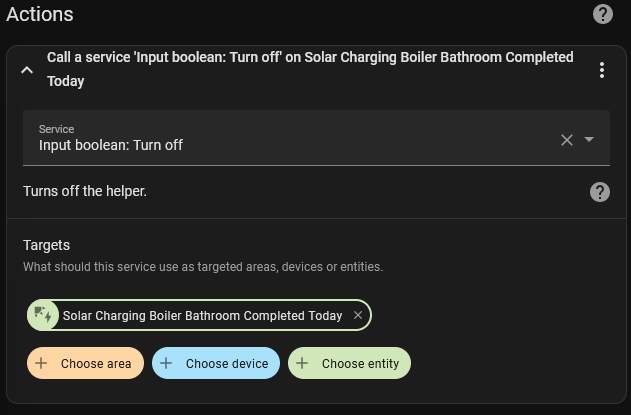 Actions
Call a service 'Input boolean: Turn off' on Solar Charging Boiler Bathroom Completed
Today
Service
Input boolean: Turn off
Turns off the helper.
Targets
What should this service use as targeted areas, devices or entities.
Solar Charging Boiler Bathroom Completed Today
Choose area
Choose device
Choose entity